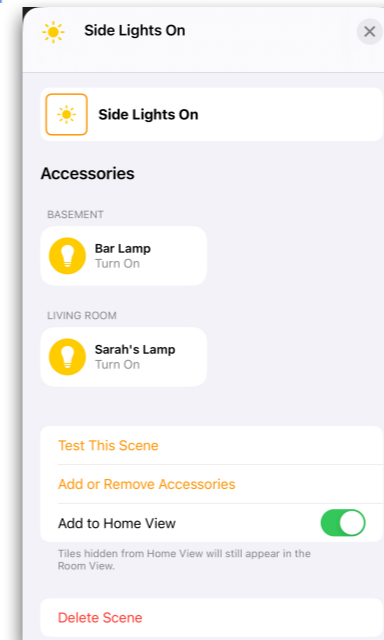 Side Lights On
Side Lights On
Accessories
BASEMENT
Bar Lamp
Turn On
LIVING ROOM
Sarah's Lamp
Turn On
Test This Scene
Add or Remove Accessories
Add to Home View
Tiles hidden from Home View will still appear in the
Room View.
Delete Scene